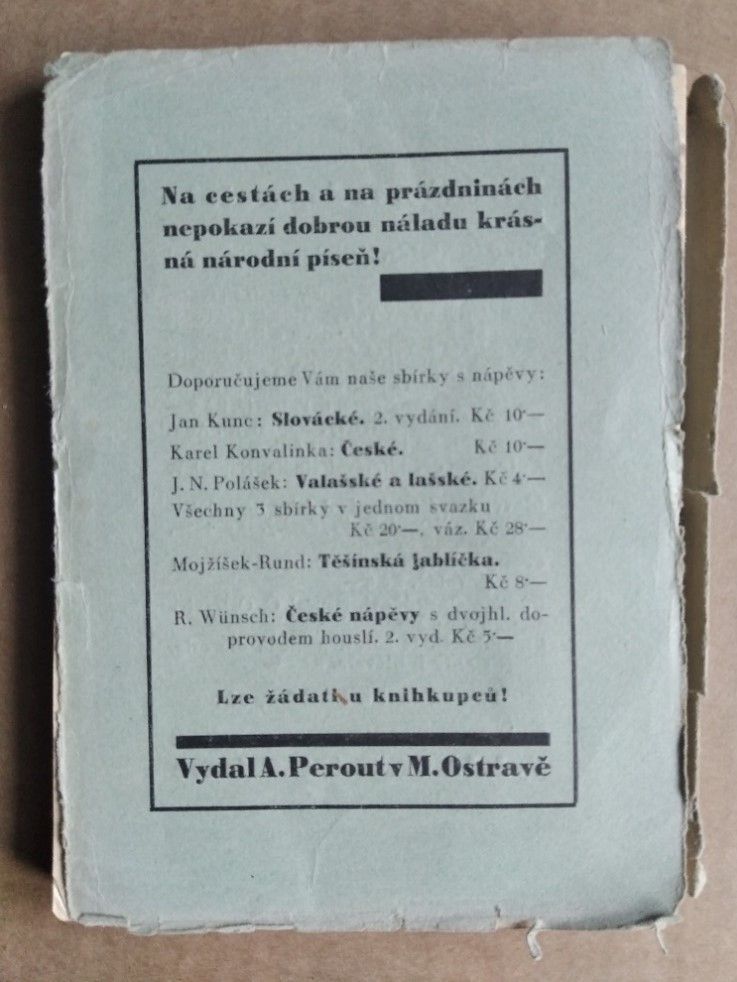 Na cestách a na prázdninách
nepokazí dobrou náladu krás-
ná národní píseň!
Doporučujeme Vám naše sbírky s nápěvy:
Jan Kunc: Slovácké. 2. vydání. Kč 10·—
Karel Konvalinka: České. Kč 10·—
J. N. Polášek: Valašské a lašské. Kč 4·—
Všechny 3 sbírky v jednom svazku
Kč 20·—, váz. Kč 28·—
Mojžíšek-Rund: Těšínská jablíčka.
Kč 8·—
R. Wünsch: České nápěvy s dvojhl. do-
provodem houslí. 2. vyd. Kč 5·—
Lze žádati u knihkupců!
Vydal A. Perout v M. Ostravě